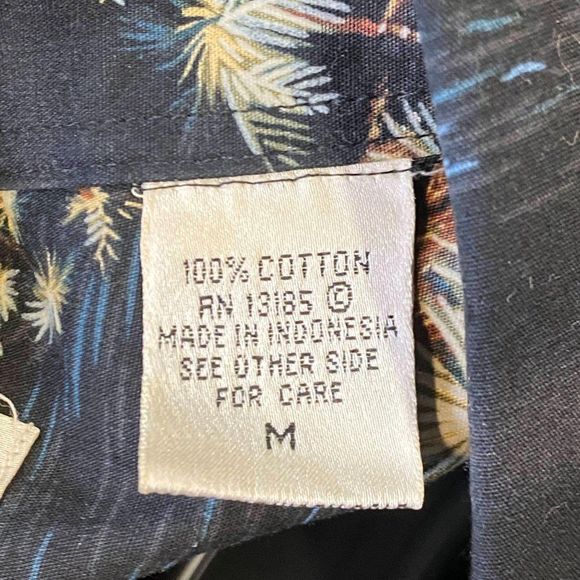 100% COTTON
RN 13185 ©
MADE IN INDONESIA
SEE OTHER SIDE
FOR CARE
M